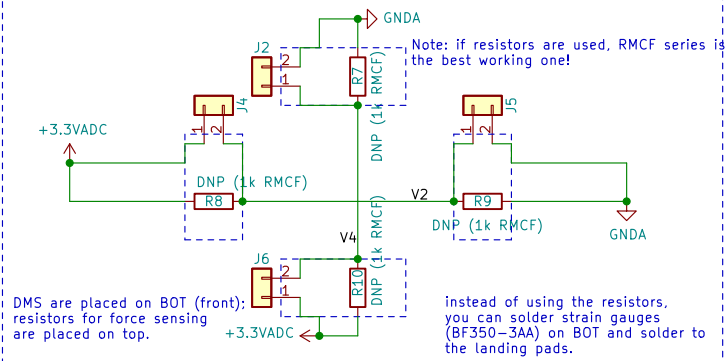 GNDA
Note: if resistors are used, RMCF series is
the best working one!
J2
2
1
R7
DNP (1k RMCF)
J4
1
2
J5
1
2
+3.3VADC
DNP (1k RMCF)
R8
V2
R9
DNP (1k RMCF)
GNDA
V4
J6
2
1
R10
DNP (1k RMCF)
+3.3VADC
DMS are placed on BOT (front);
resistors for force sensing
are placed on top.
instead of using the resistors,
you can solder strain gauges
(BF350-3AA) on BOT and solder to
the landing pads.